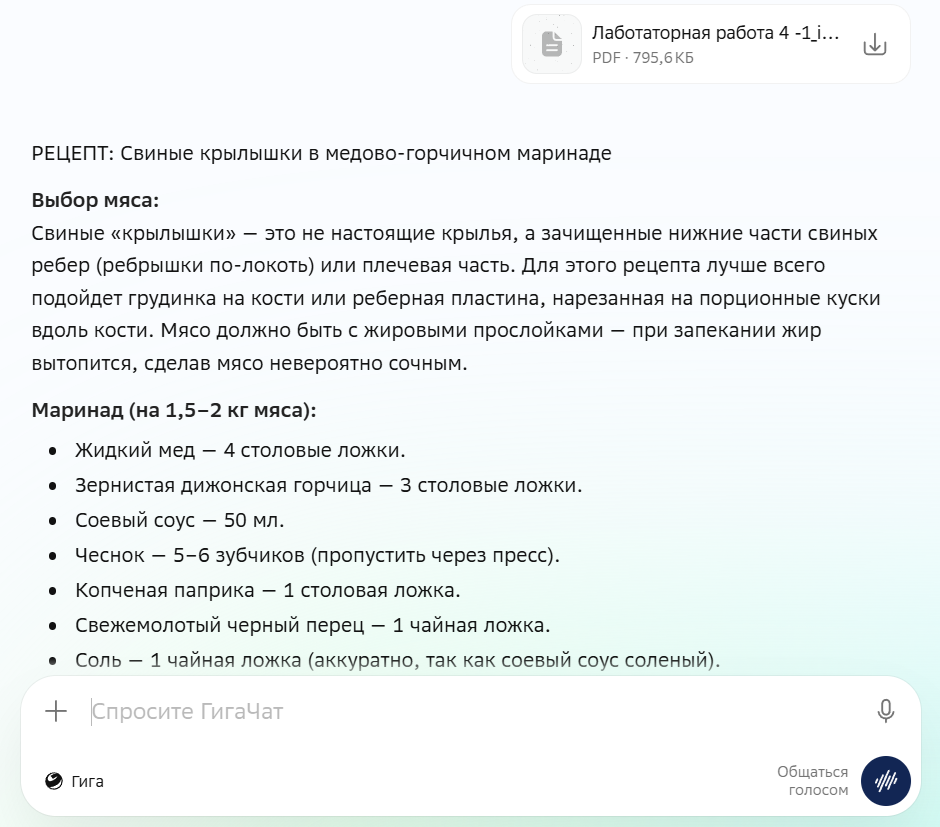 Лаботаторная работа 4 -1_i...
PDF · 795,6 КБ
РЕЦЕПТ: Свиные крылышки в медово-горчичном маринаде
Выбор мяса:
Свиные «крылышки» — это не настоящие крылья, а зачищенные нижние части свиных
ребер (ребрышки по-локоть) или плечевая часть. Для этого рецепта лучше всего
подойдет грудинка на кости или реберная пластина, нарезанная на порционные куски
вдоль кости. Мясо должно быть с жировыми прослойками — при запекании жир
вытопится, сделав мясо невероятно сочным.
Маринад (на 1,5–2 кг мяса):
• Жидкий мед — 4 столовые ложки.
• Зернистая дижонская горчица — 3 столовые ложки.
• Соевый соус — 50 мл.
• Чеснок — 5–6 зубчиков (пропустить через пресс).
• Копченая паприка — 1 столовая ложка.
• Свежемолотый черный перец — 1 чайная ложка.
• Соль — 1 чайная ложка (аккуратно, так как соевый соус соленый).
Спросите ГигаЧат
Гига
Общаться
голосом